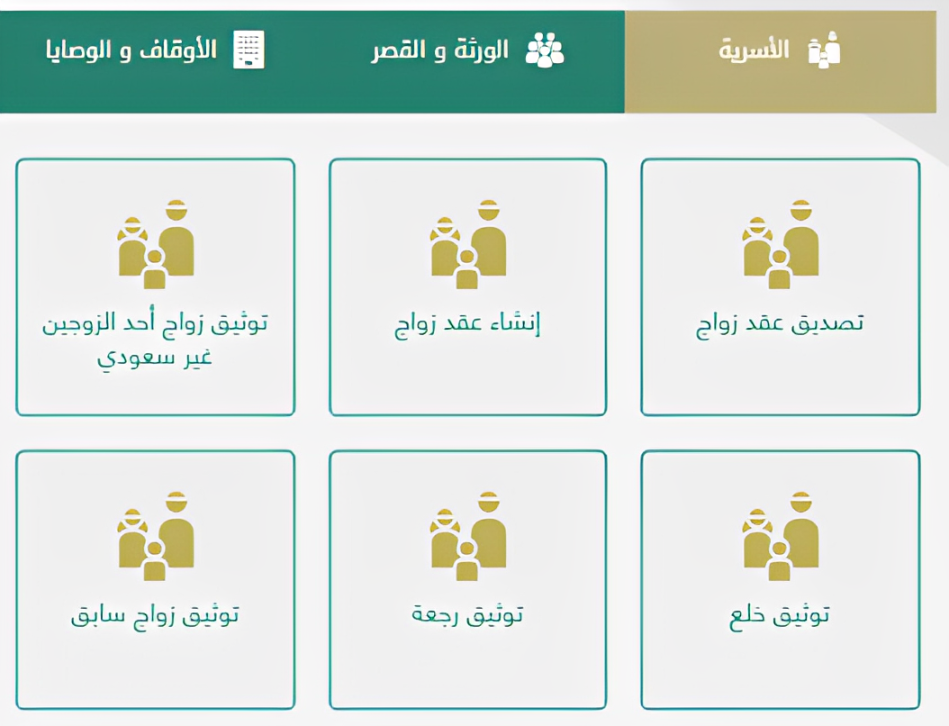 الأسرية
الورثة و القصر
الأوقاف و الوصايا
تصديق عقد زواج
إنشاء عقد زواج
توثيق زواج أحد الزوجين
غير سعودي
توثيق خلع
توثيق رجعة
توثيق زواج سابق